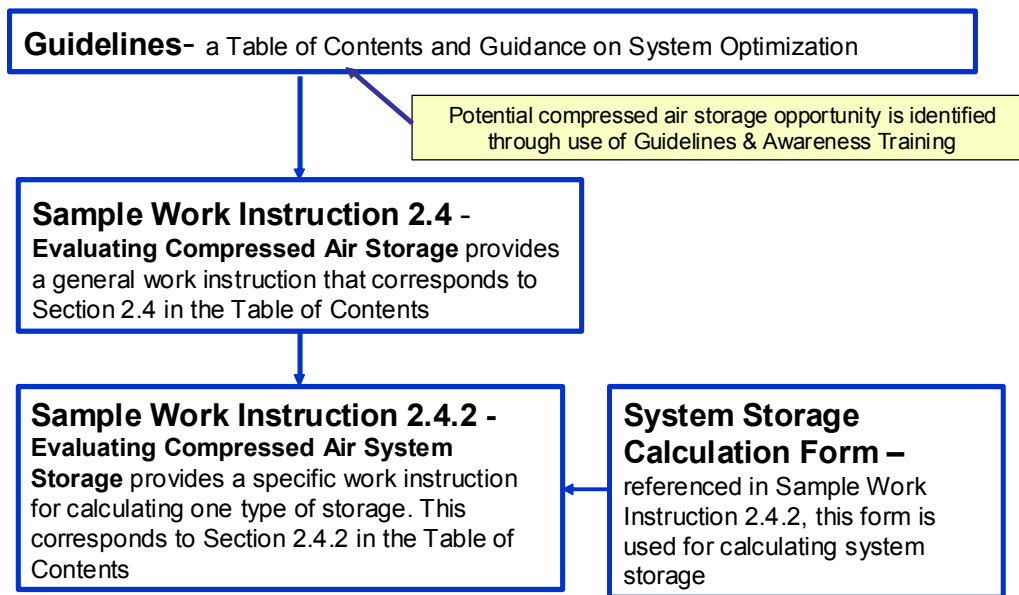 Guidelines- a Table of Contents and Guidance on System Optimization
Potential compressed air storage opportunity is identified
through use of Guidelines & Awareness Training
Sample Work Instruction 2.4 -
Evaluating Compressed Air Storage provides
a general work instruction that corresponds to
Section 2.4 in the Table of Contents
Sample Work Instruction 2.4.2 -
Evaluating Compressed Air System
Storage provides a specific work instruction
for calculating one type of storage. This
corresponds to Section 2.4.2 in the Table of
Contents
System Storage
Calculation Form –
referenced in Sample Work
Instruction 2.4.2, this form is
used for calculating system
storage